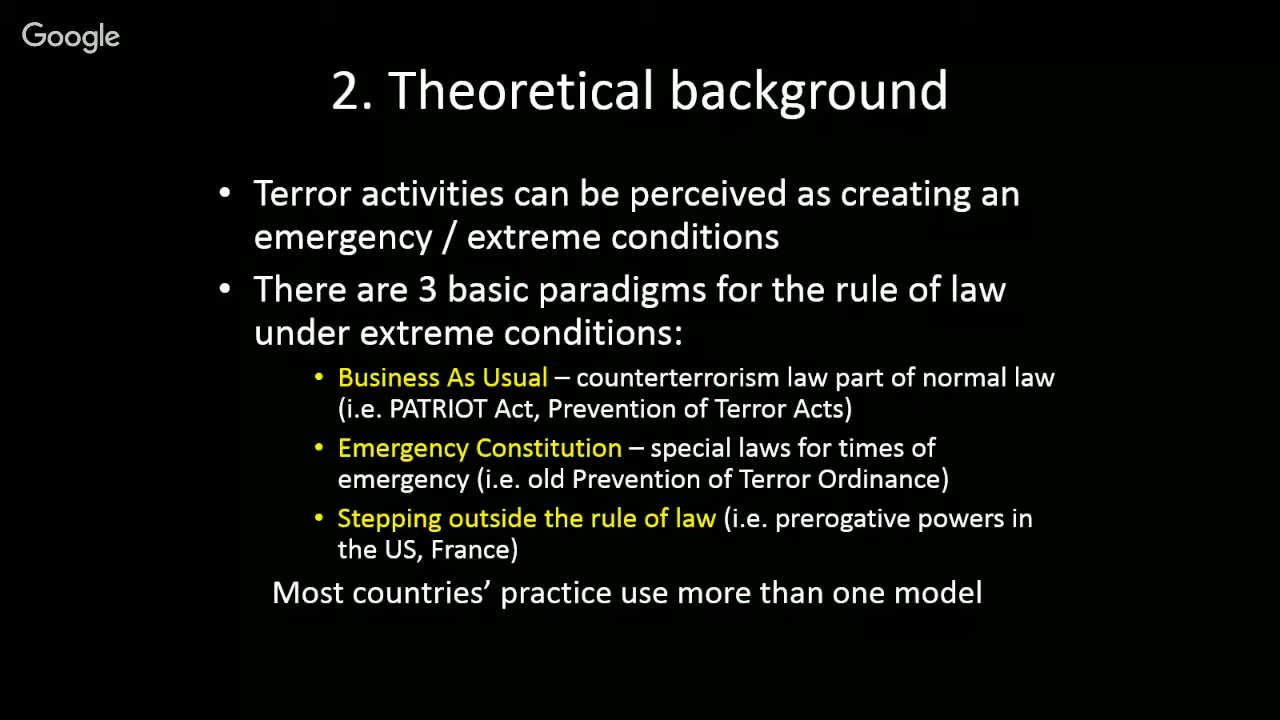 Google
2. Theoretical background
• Terror activities can be perceived as creating an
emergency / extreme conditions
• There are 3 basic paradigms for the rule of law
under extreme conditions:
• Business As Usual – counterterrorism law part of normal law
(i.e. PATRIOT Act, Prevention of Terror Acts)
• Emergency Constitution – special laws for times of
emergency (i.e. old Prevention of Terror Ordinance)
• Stepping outside the rule of law (i.e. prerogative powers in
the US, France)
Most countries’ practice use more than one model